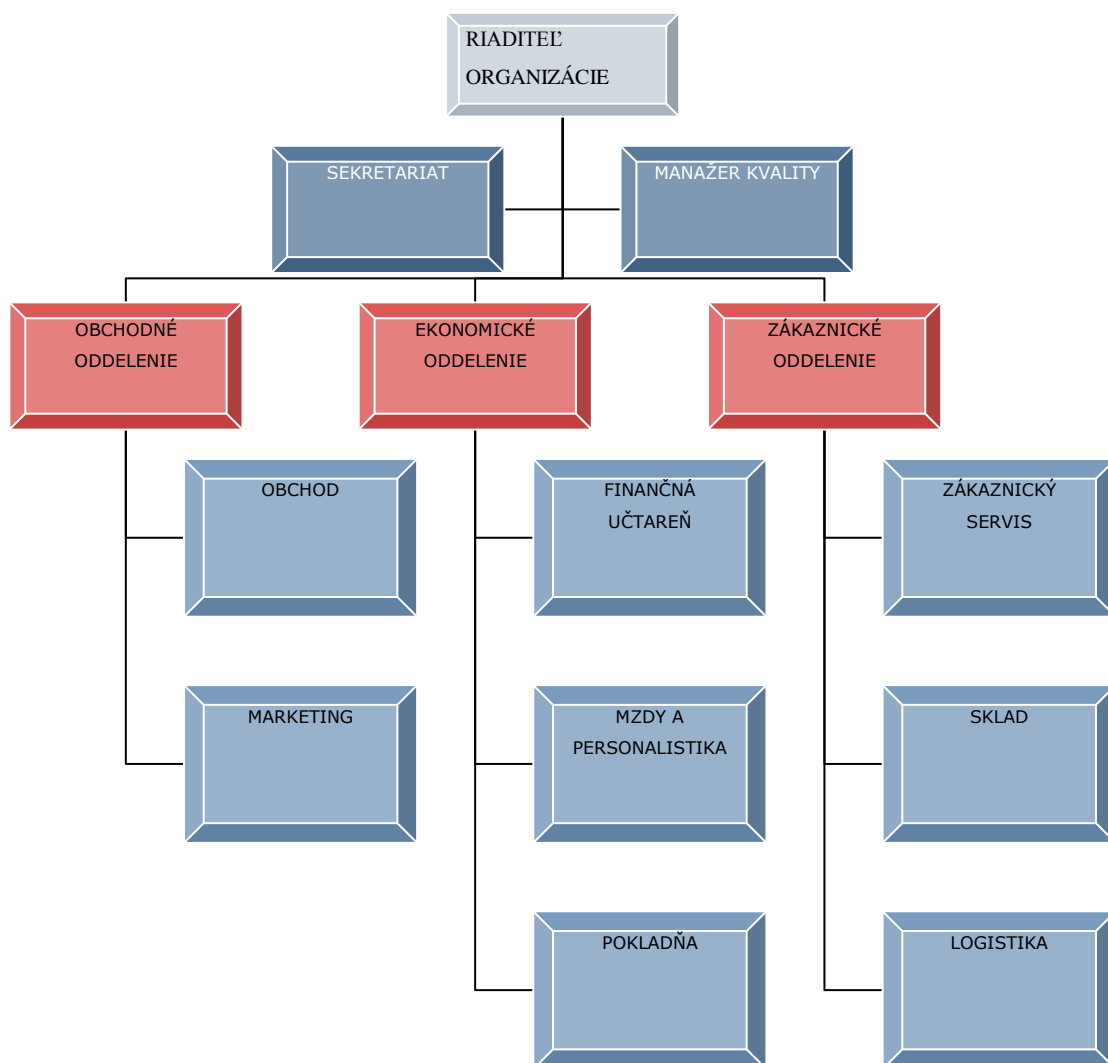 RIADITEĽ
ORGANIZÁCIE
SEKRETARIAT
MANAŽER KVALITY
OBCHODNÉ
ODDELENIE
EKONOMICKÉ
ODDELENIE
ZÁKAZNICKÉ
ODDELENIE
OBCHOD
FINANČNÁ
UČTAREŇ
ZÁKAZNICKÝ
SERVIS
MARKETING
MZDY A
PERSONALISTIKA
SKLAD
POKLADŇA
LOGISTIKA